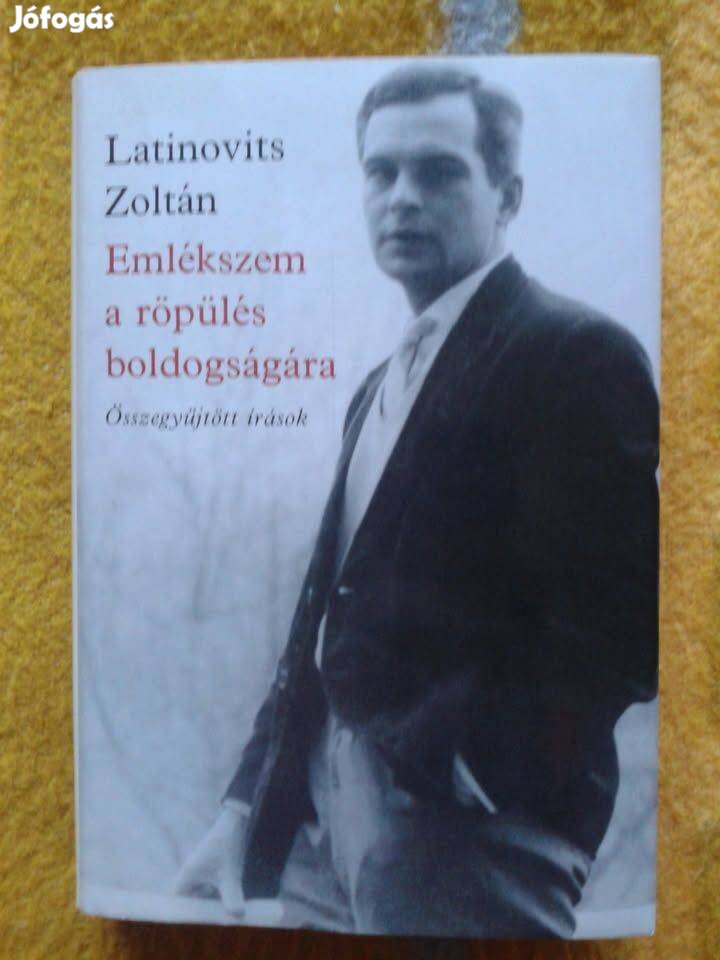 Jófogás
Latinovits
Zoltán
Emlékszem
a röpülés
boldogságára
Összegyűjtött írások